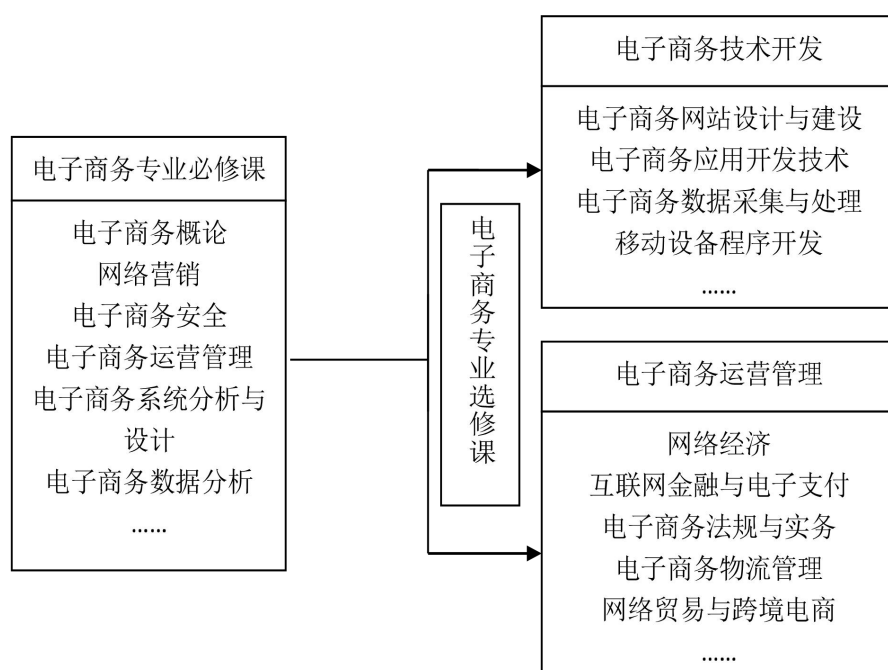 电子商务专业必修课
电子商务概论
网络营销
电子商务安全
电子商务运营管理
电子商务系统分析与
设计
电子商务数据分析
......
电子商务专业选修课
电子商务技术开发
电子商务网站设计与建设
电子商务应用开发技术
电子商务数据采集与处理
移动设备程序开发
......
电子商务运营管理
网络经济
互联网金融与电子支付
电子商务法规与实务
电子商务物流管理
网络贸易与跨境电商
......